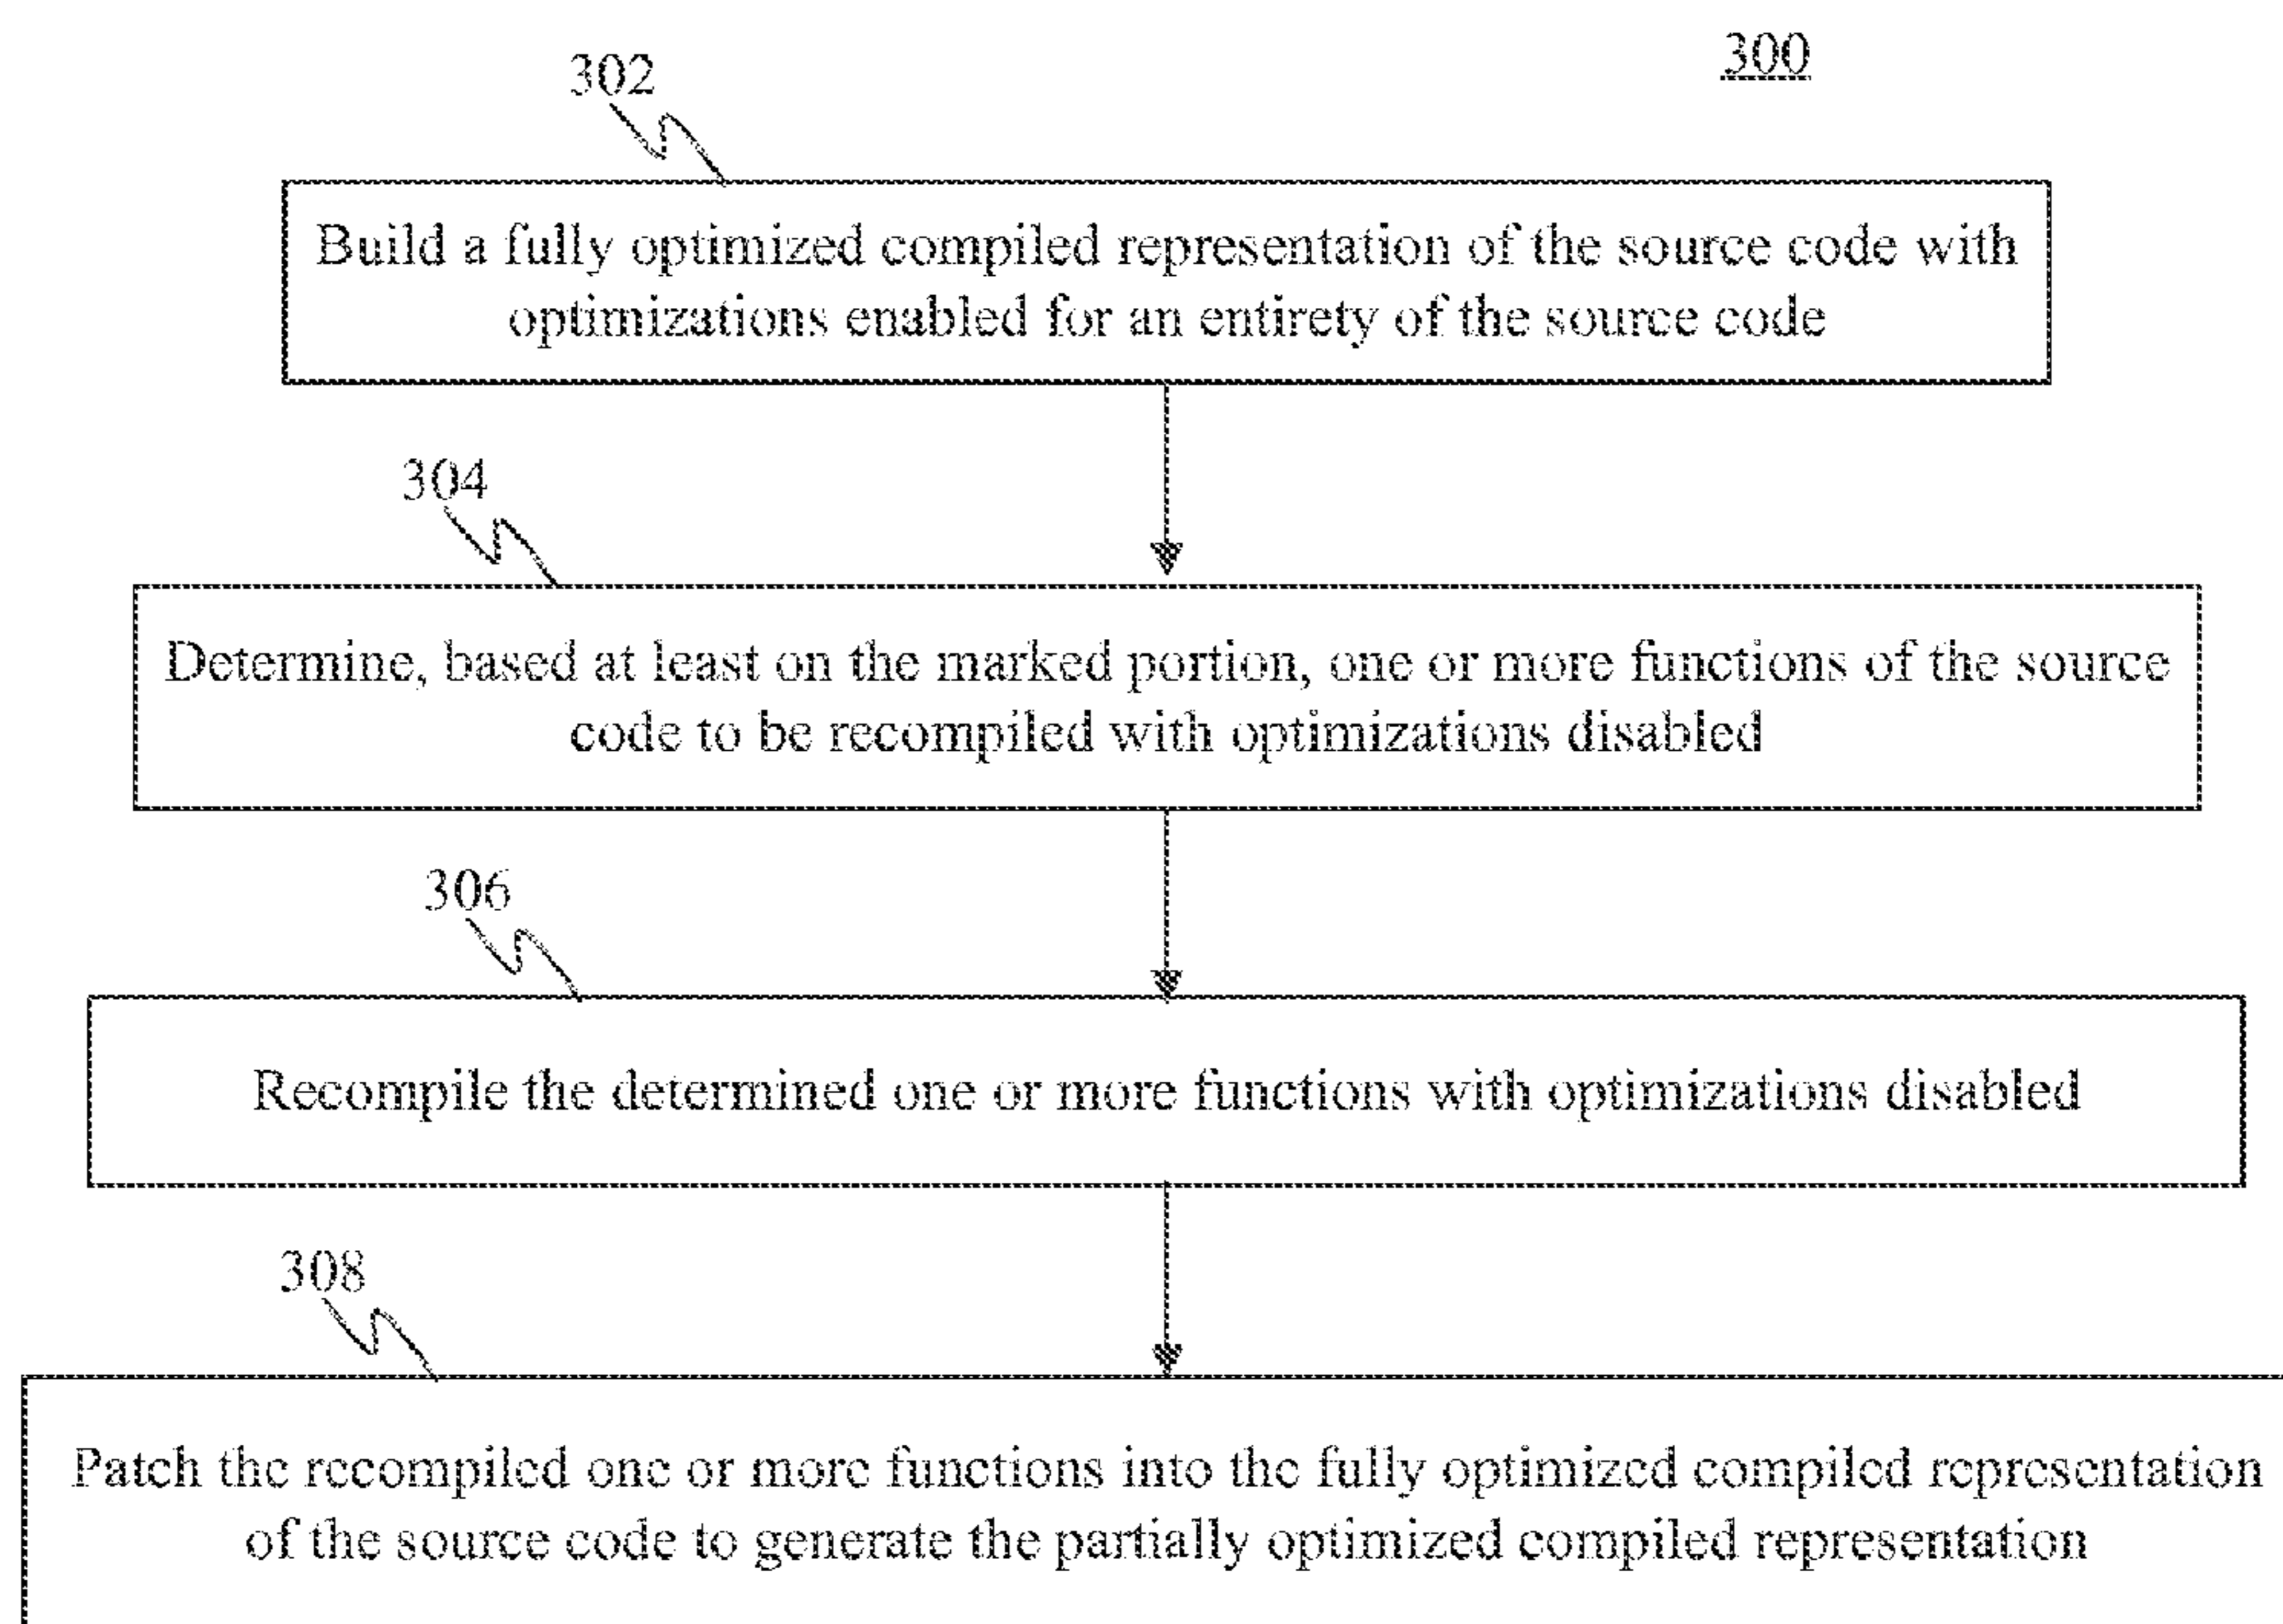 300
302
Build a fully optimized compiled representation of the source code with
optimizations enabled for an entirety of the source code
304
Determine, based at least on the marked portion, one or more functions of the source
code to be recompiled with optimizations disabled
306
Recompile the determined one or more functions with optimizations disabled
308
Patch the recompiled one or more functions into the fully optimized compiled representation
of the source code to generate the partially optimized compiled representation